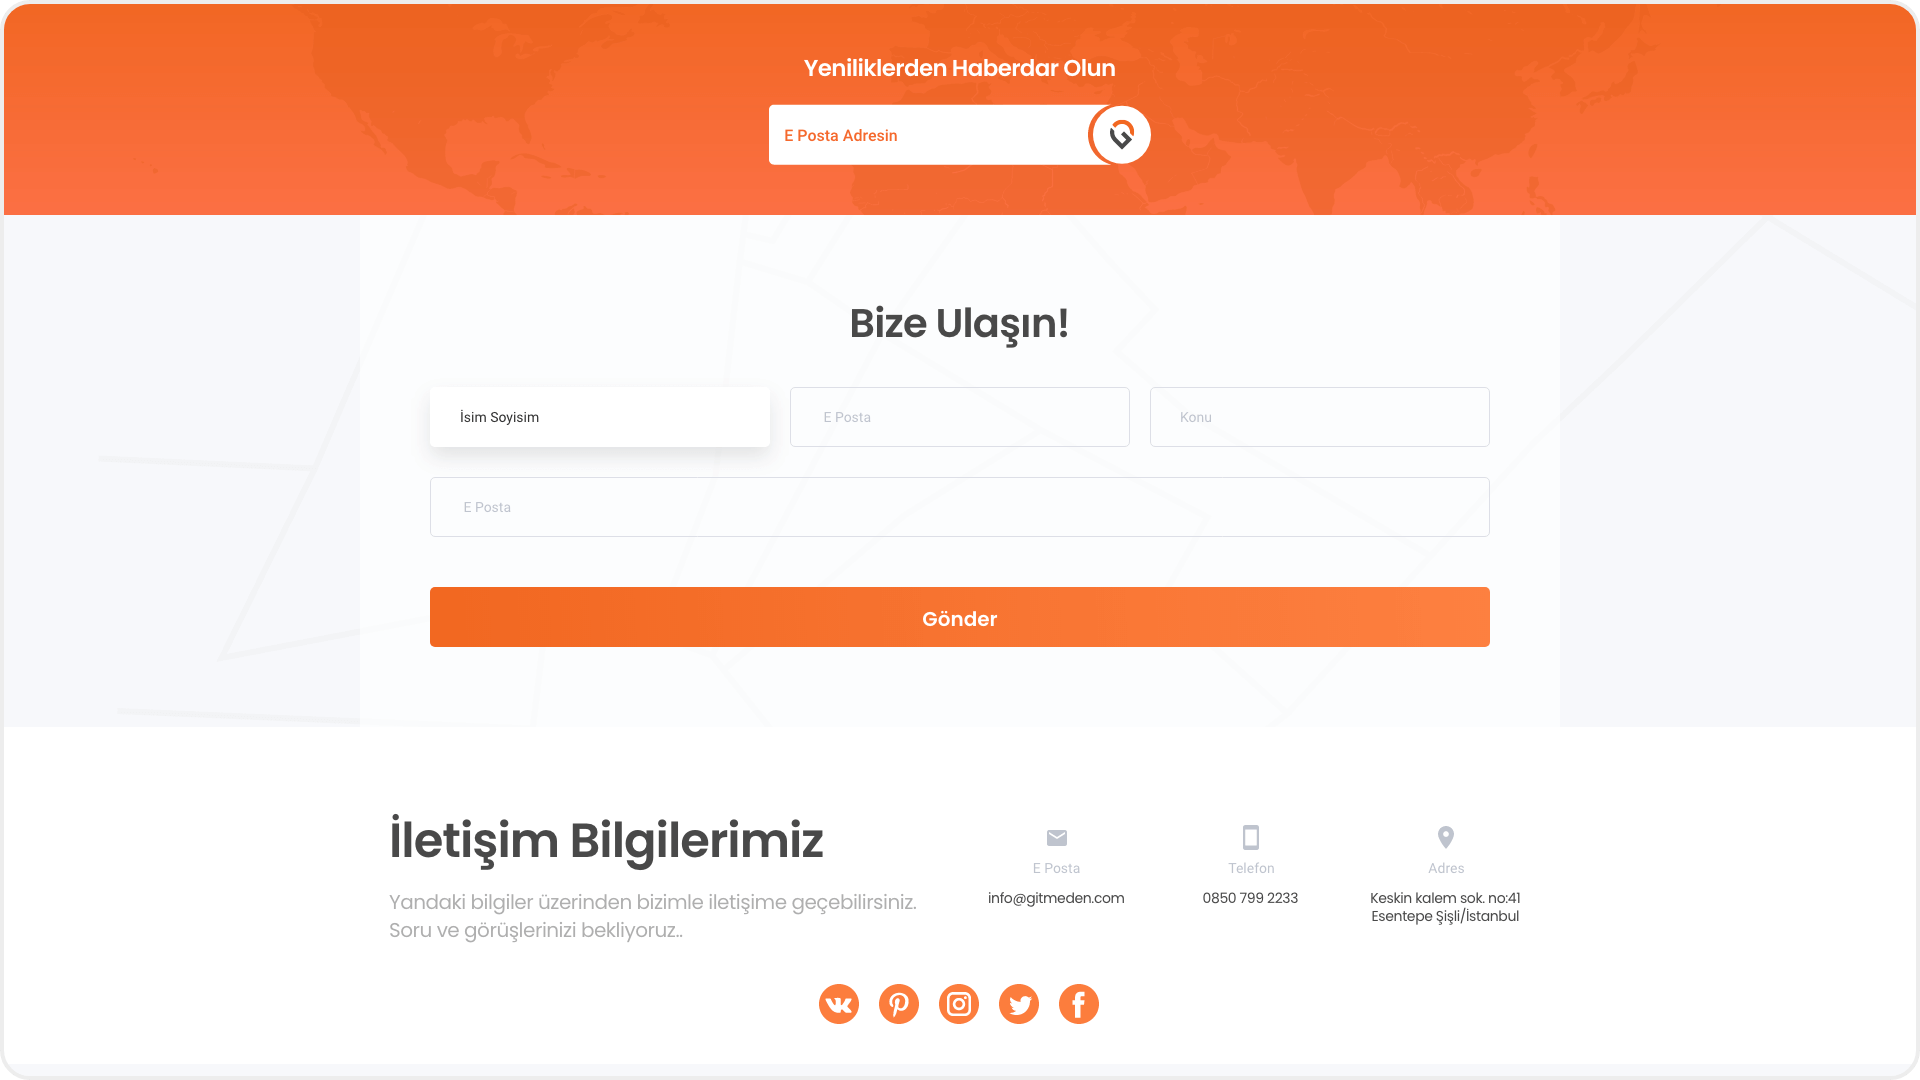 Yeniliklerden Haberdar Olun
E Posta Adresin
Bize Ulaşın!
İsim Soyisim
E Posta
Konu
E Posta
Gönder
İletişim Bilgilerimiz
Yandaki bilgiler üzerinden bizimle iletişime geçebilirsiniz.
Soru ve görüşlerinizi bekliyoruz..
E Posta
info@gitmeden.com
Telefon
0850 799 2233
Adres
Keskin kalem sok. no:41
Esentepe Şişli/İstanbul